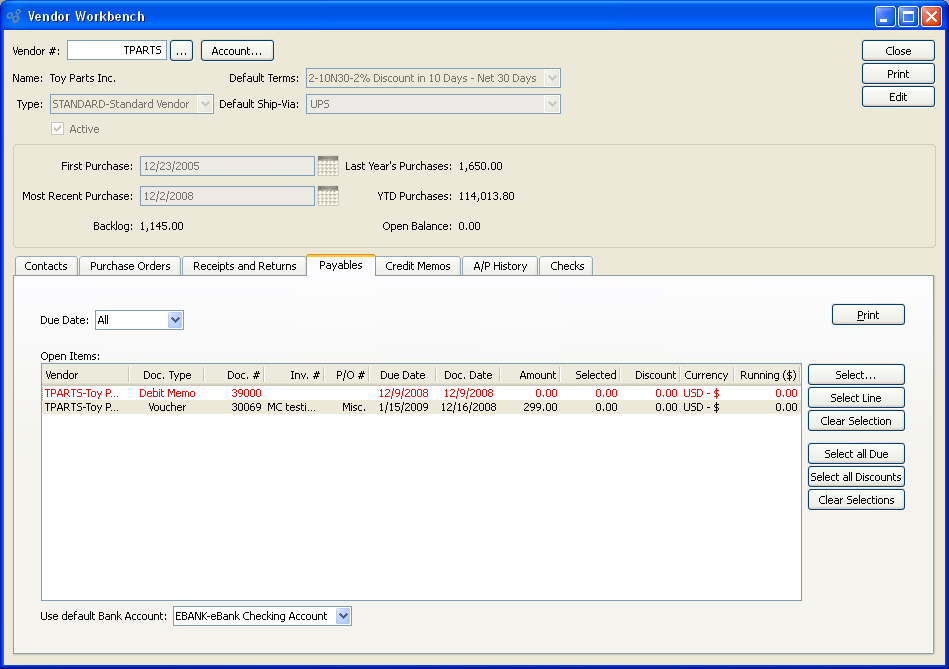 Vendor Workbench
Vendor #: TPARTS ... Account... Close
Name: Toy Parts Inc. Default Terms: 2-10N30-2% Discount in 10 Days - Net 30 Days Print
Type: STANDARD-Standard Vendor Default Ship-Via: UPS Edit
Active
First Purchase: 12/23/2005 Last Year's Purchases: 1,650.00
Most Recent Purchase: 12/2/2008 YTD Purchases: 114,013.80
Backlog: 1,145.00 Open Balance: 0.00
Contacts Purchase Orders Receipts and Returns Payables Credit Memos A/P History Checks
Due Date: All Print
Open Items:
Vendor Doc. Type Doc. # Inv. # P/O # Due Date Doc. Date Amount Selected Discount Currency Running ($) Select...
TPARTS-Toy P... Debit Memo 39000 12/9/2008 12/9/2008 0.00 0.00 0.00 USD - $ 0.00 Select Line
TPARTS-Toy P... Voucher 30069 MC testi... Misc. 1/15/2009 12/16/2008 299.00 0.00 0.00 USD - $ 0.00
Clear Selection
Select all Due
Select all Discounts
Clear Selections
Use default Bank Account: EBANK-eBank Checking Account